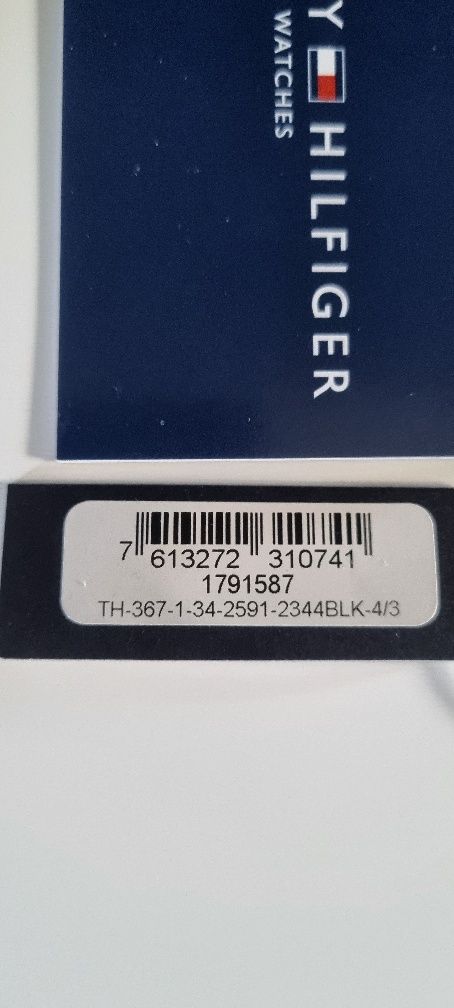 Y HILFIGER
WATCHES
7 613272 310741
1791587
TH-367-1-34-2591-2344BLK-4/3